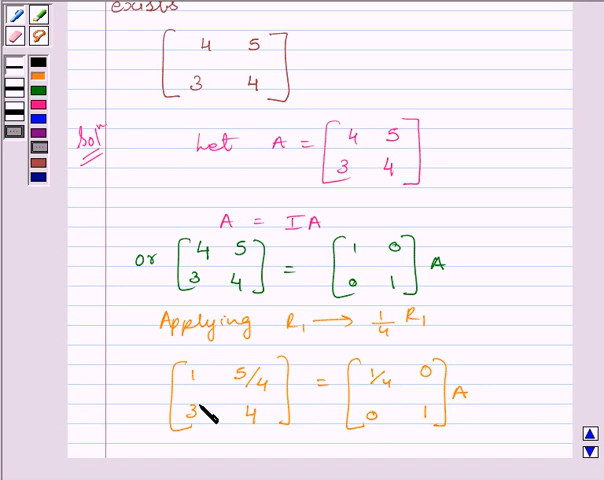 exists
[ 4 5
3 4 ]
Solⁿ Let A = [ 4 5
3 4 ]
A = IA
or [ 4 5
3 4 ] = [ 1 0
0 1 ] A
Applying R₁ → 1/4 R₁
[ 1 5/4
3 4 ] = [ 1/4 0
0 1 ] A